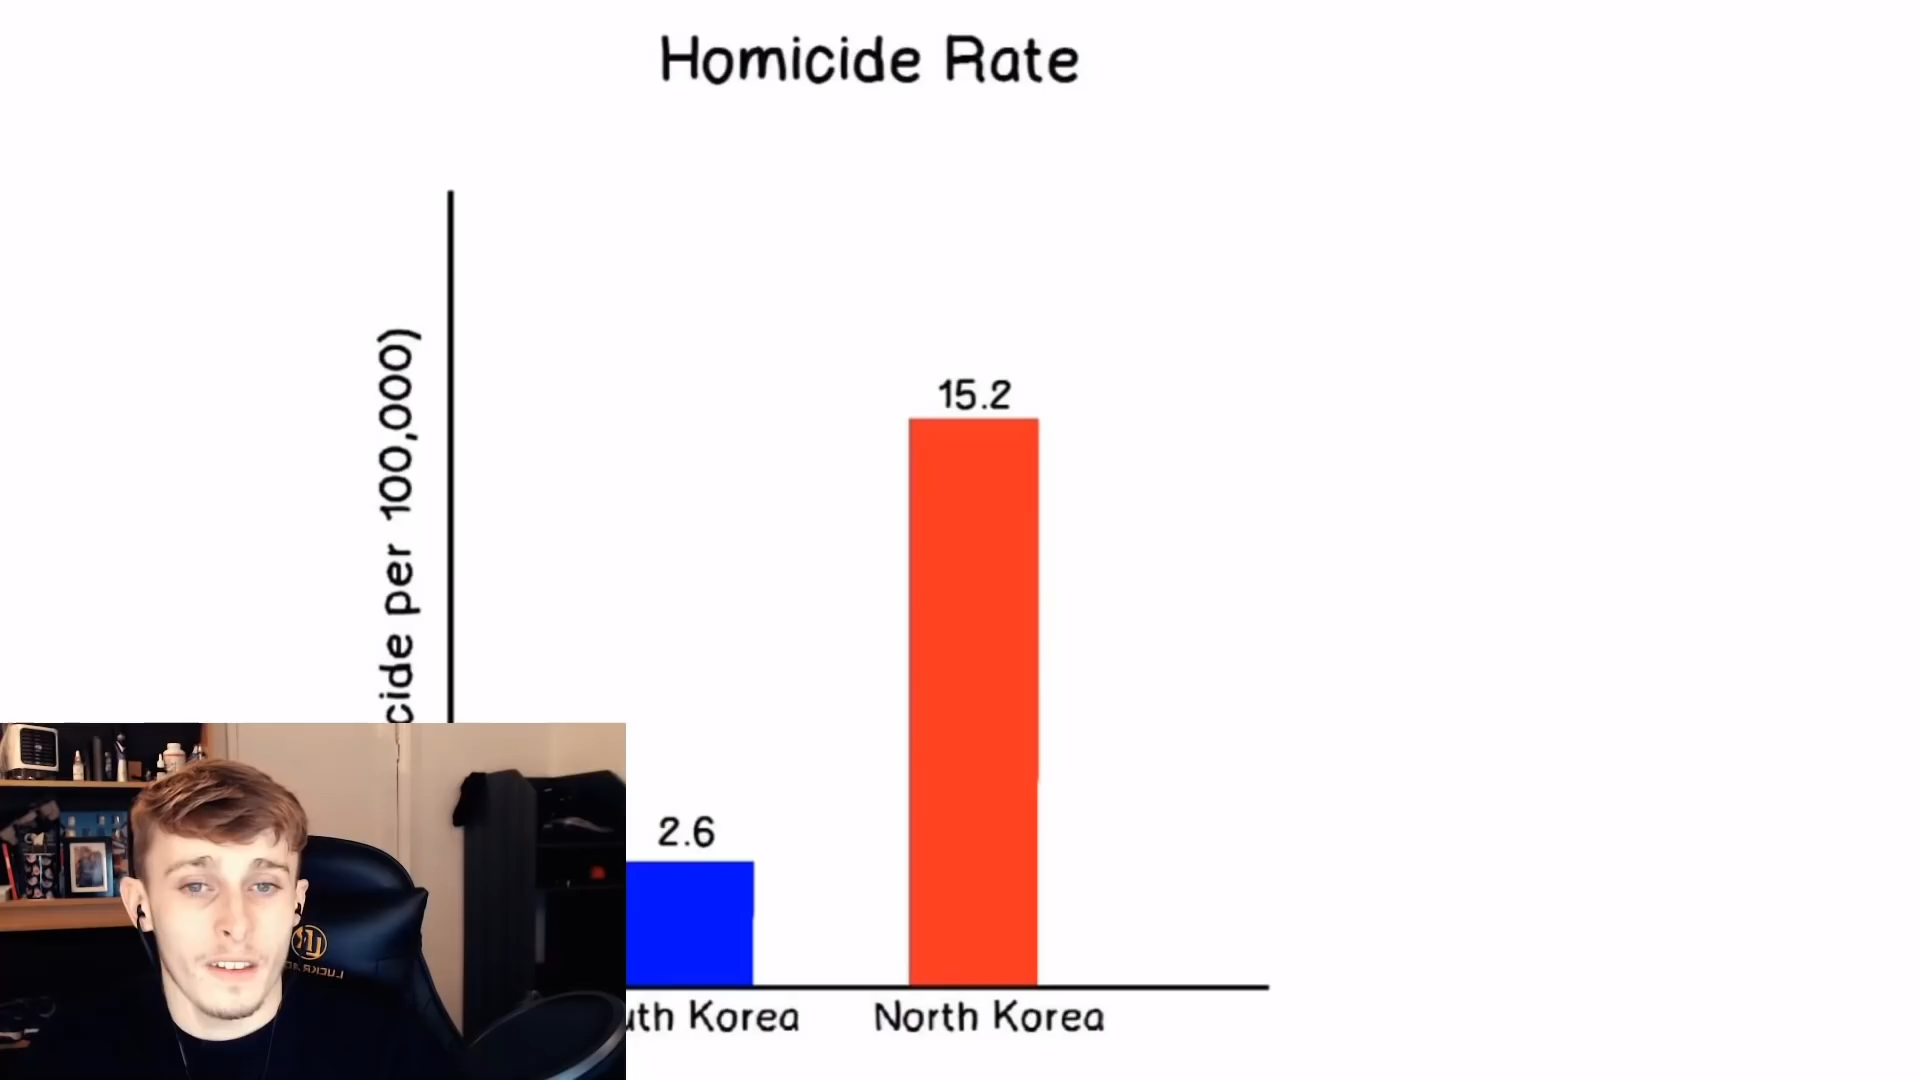 Homicide Rate
cide per 100,000)
15.2
2.6
uth Korea
North Korea